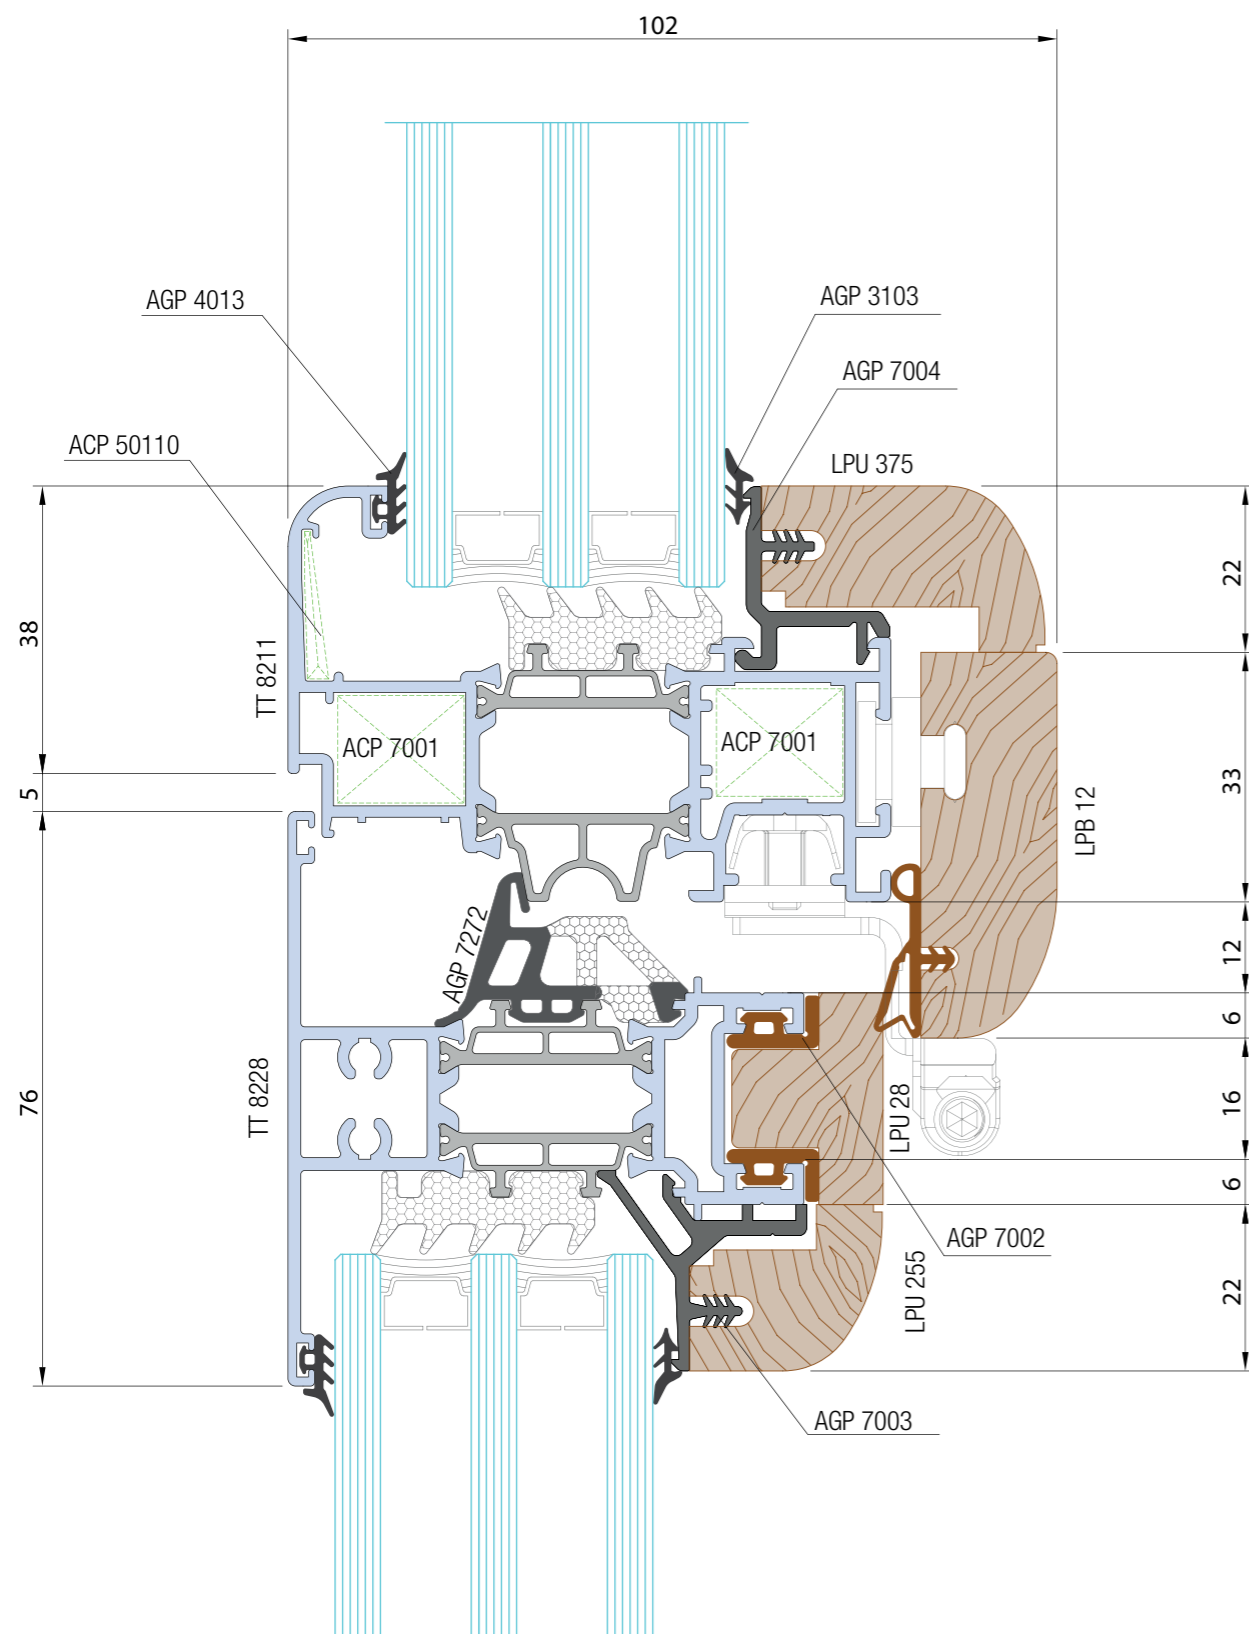 102
AGP 4013
AGP 3103
AGP 7004
ACP 50110
LPU 375
38
22
TT 8211
ACP 7001
ACP 7001
33
5
LPB 12
AGP 7272
12
6
76
TT 8228
LPU 28
16
6
AGP 7002
LPU 255
22
AGP 7003